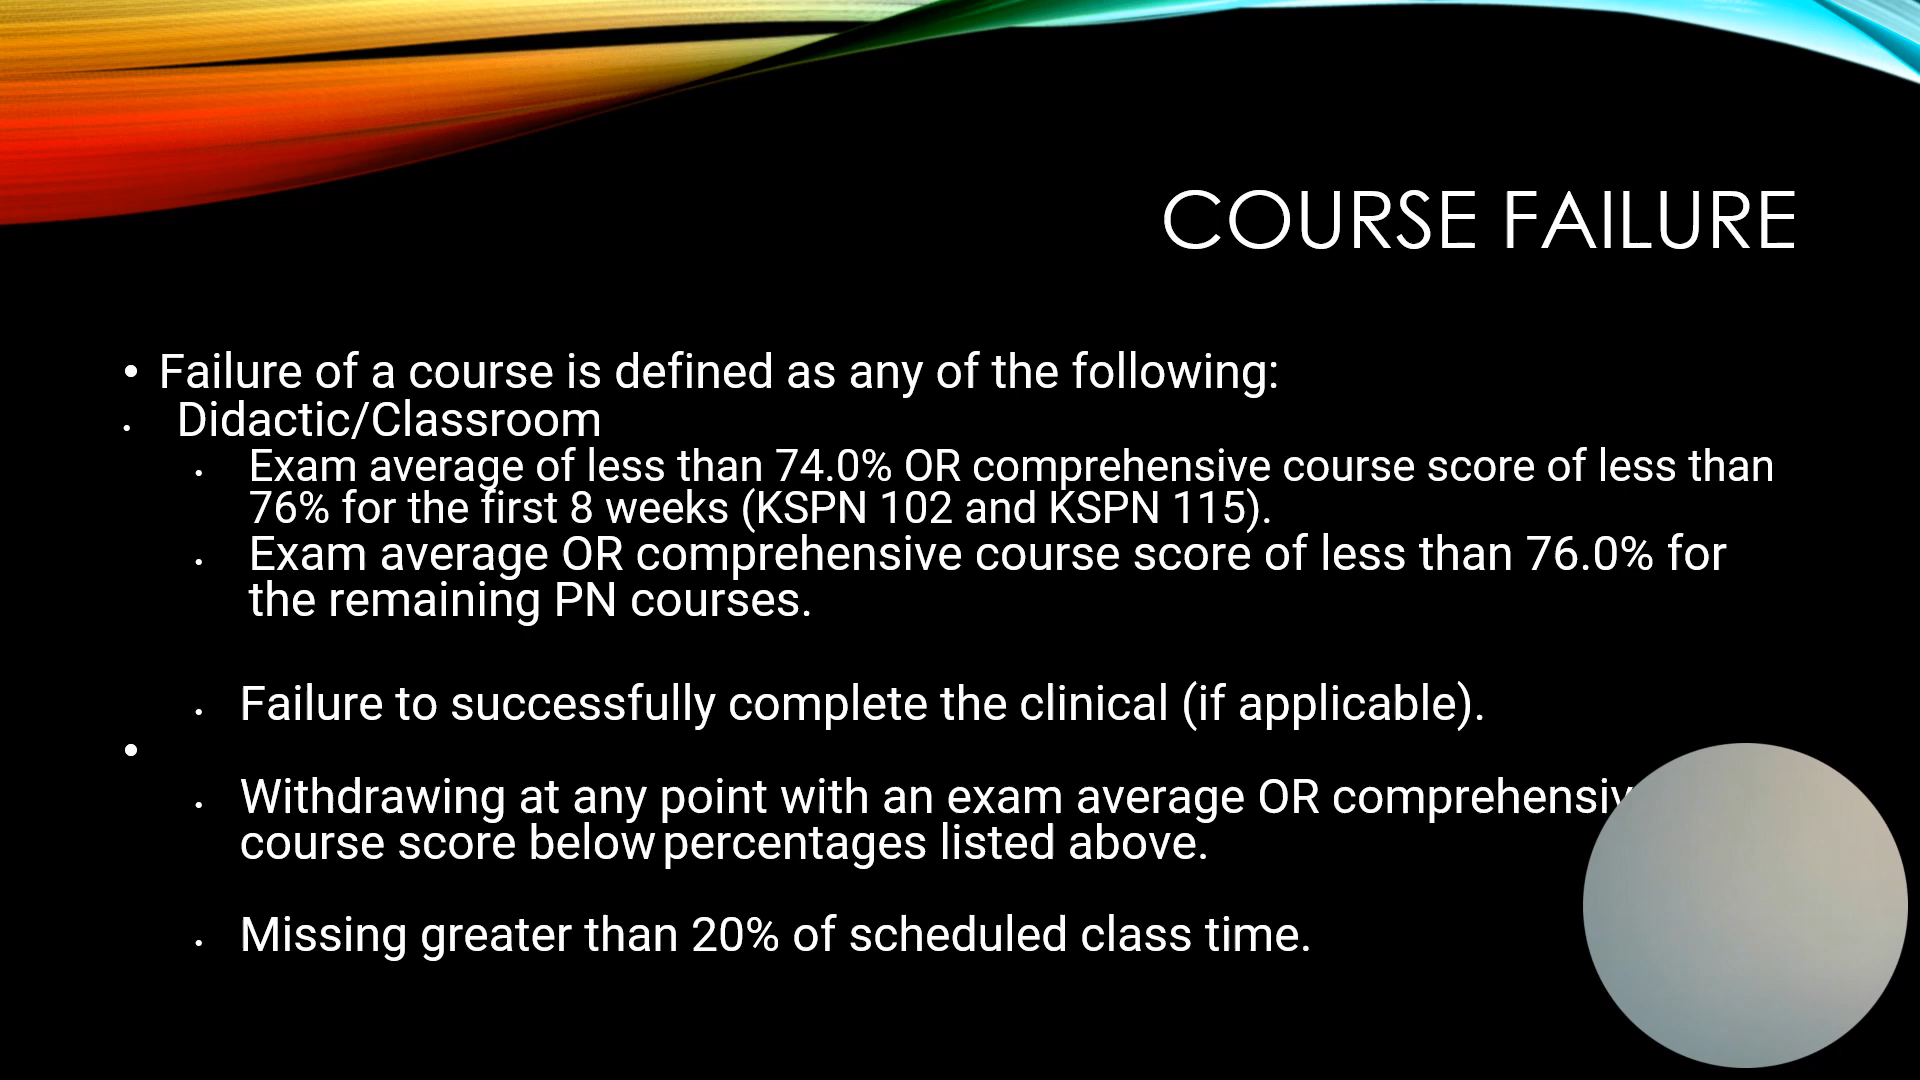 COURSE FAILURE
• Failure of a course is defined as any of the following:
• Didactic/Classroom
• Exam average of less than 74.0% OR comprehensive course score of less than
76% for the first 8 weeks (KSPN 102 and KSPN 115).
• Exam average OR comprehensive course score of less than 76.0% for
the remaining PN courses.
• Failure to successfully complete the clinical (if applicable).
•
• Withdrawing at any point with an exam average OR comprehensiv
course score below percentages listed above.
• Missing greater than 20% of scheduled class time.